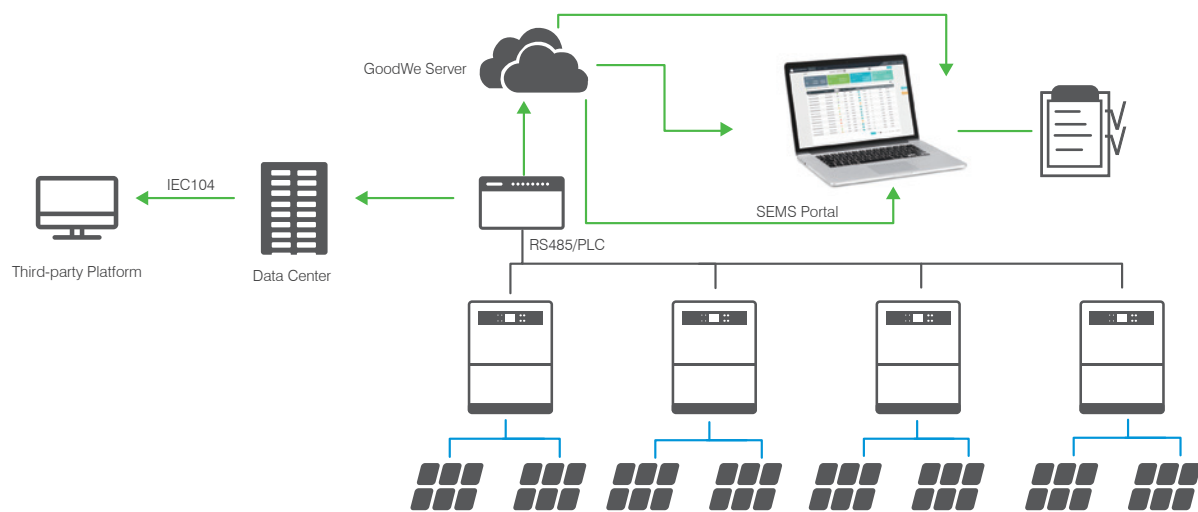 GoodWe Server
IEC104
SEMS Portal
RS485/PLC
Third-party Platform
Data Center